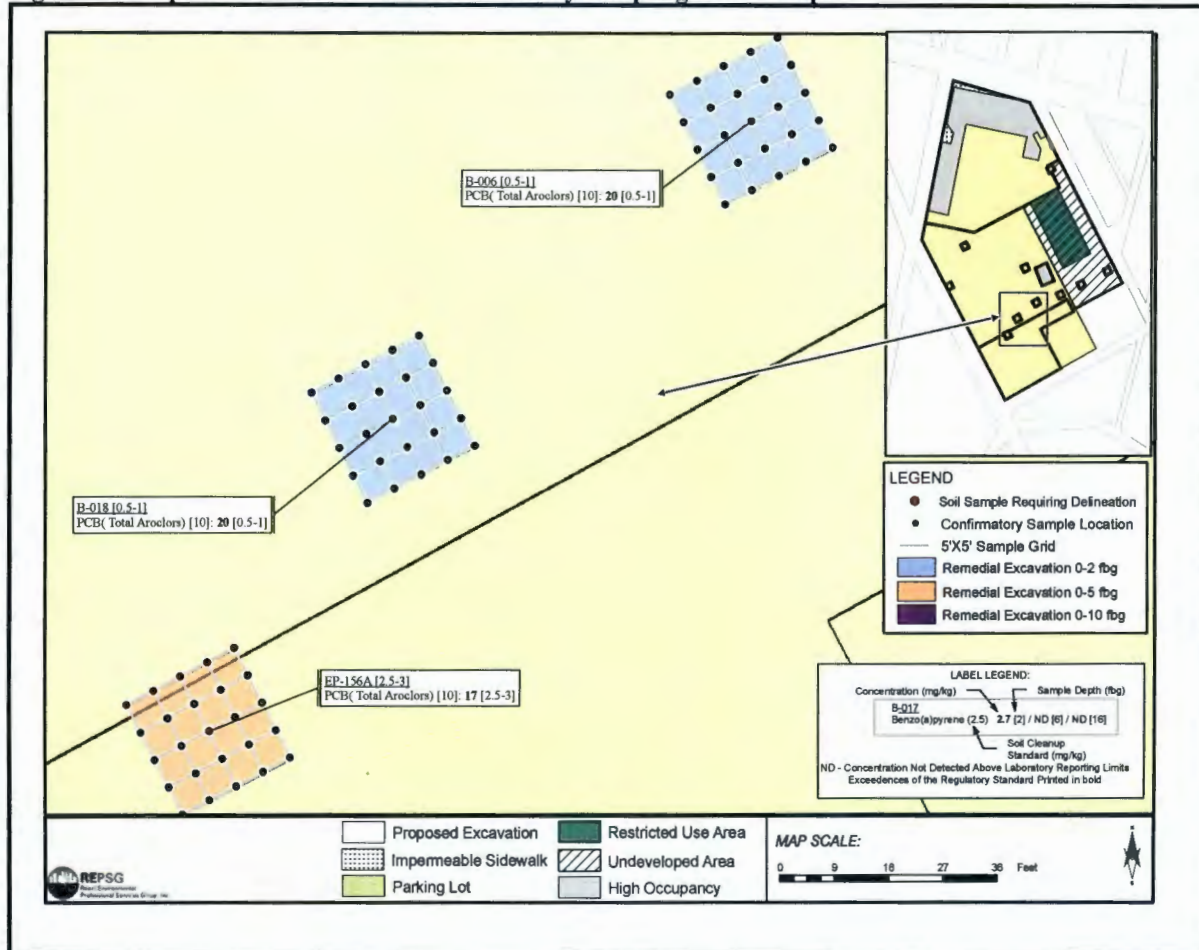 B-006 [0.5-1]
PCB( Total Aroclors) [10]: 20 [0.5-1]
B-018 [0.5-1]
PCB( Total Aroclors) [10]: 20 [0.5-1]
EP-156A [2.5-3]
PCB( Total Aroclors) [10]: 17 [2.5-3]
LEGEND
Soil Sample Requiring Delineation
Confirmatory Sample Location
5'X5' Sample Grid
Remedial Excavation 0-2 fbg
Remedial Excavation 0-5 fbg
Remedial Excavation 0-10 fbg
LABEL LEGEND:
Concentration (mg/kg)
Sample Depth (fbg)
B-017
Benzo(a)pyrene (2.5) 2.7 [2] / ND [6] / ND [16]
Soil Cleanup
Standard (mg/kg)
ND - Concentration Not Detected Above Laboratory Reporting Limits
Exceedences of the Regulatory Standard Printed in bold
REPSG
Proposed Excavation
Impermeable Sidewalk
Parking Lot
Restricted Use Area
Undeveloped Area
High Occupancy
MAP SCALE:
0 9 18 27 36 Feet